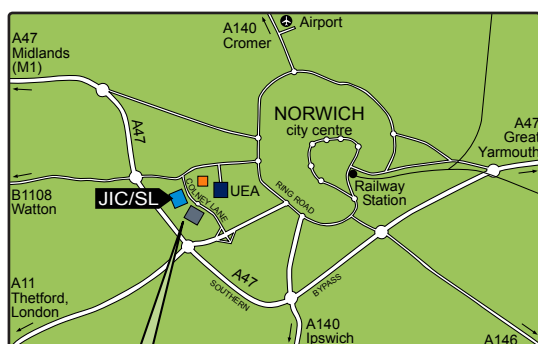 A140
Cromer
Airport
A47
Midlands
(M1)
A47
NORWICH
city centre
A47
Great
Yarmouth
B1108
Watton
JIC/SL
COLNEY LANE
UEA
RING ROAD
Railway
Station
A11
Thetford,
London
A47
SOUTHERN
BYPASS
A140
Ipswich
A146